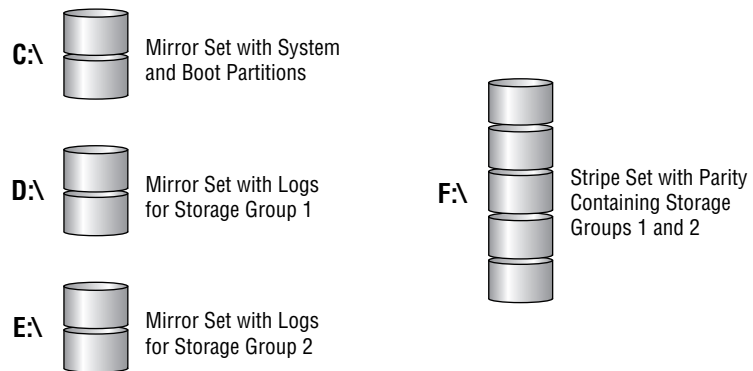 C:\
Mirror Set with System
and Boot Partitions
D:\
Mirror Set with Logs
for Storage Group 1
E:\
Mirror Set with Logs
for Storage Group 2
F:\
Stripe Set with Parity
Containing Storage
Groups 1 and 2